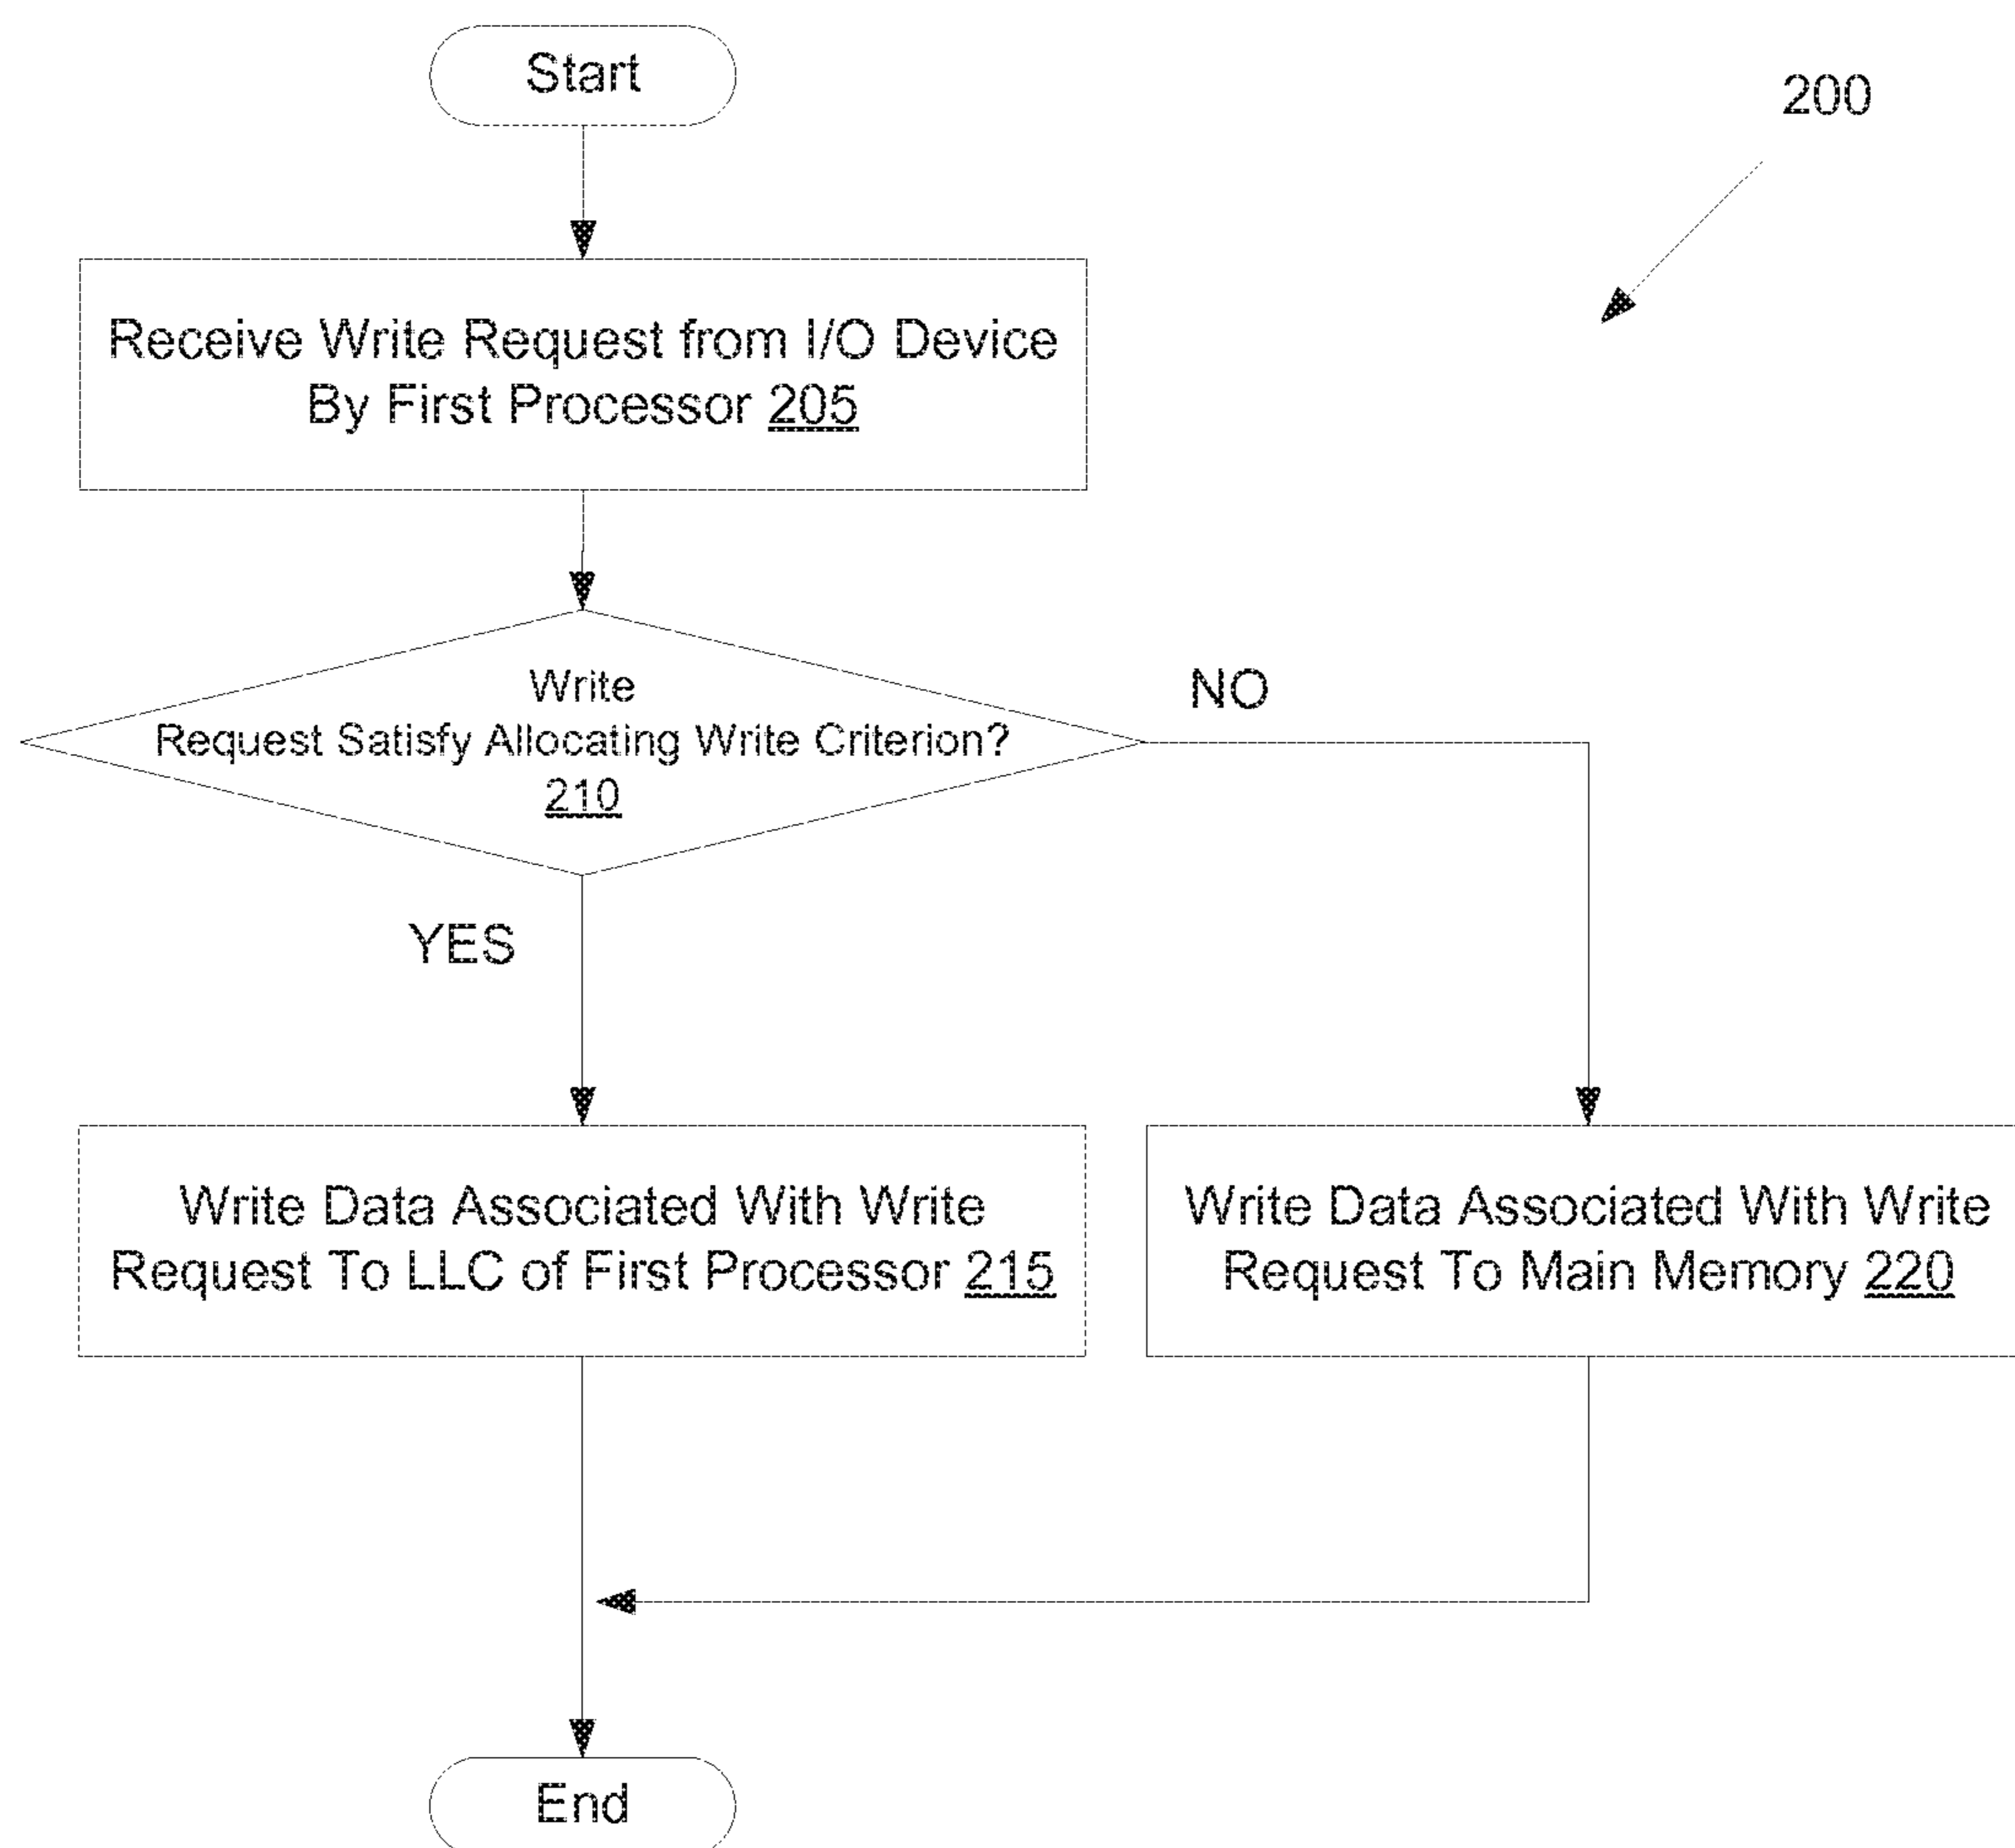 Start
200
Receive Write Request from I/O Device
By First Processor 205
Write
Request Satisfy Allocating Write Criterion?
210
NO
YES
Write Data Associated With Write
Request To LLC of First Processor 215
Write Data Associated With Write
Request To Main Memory 220
End